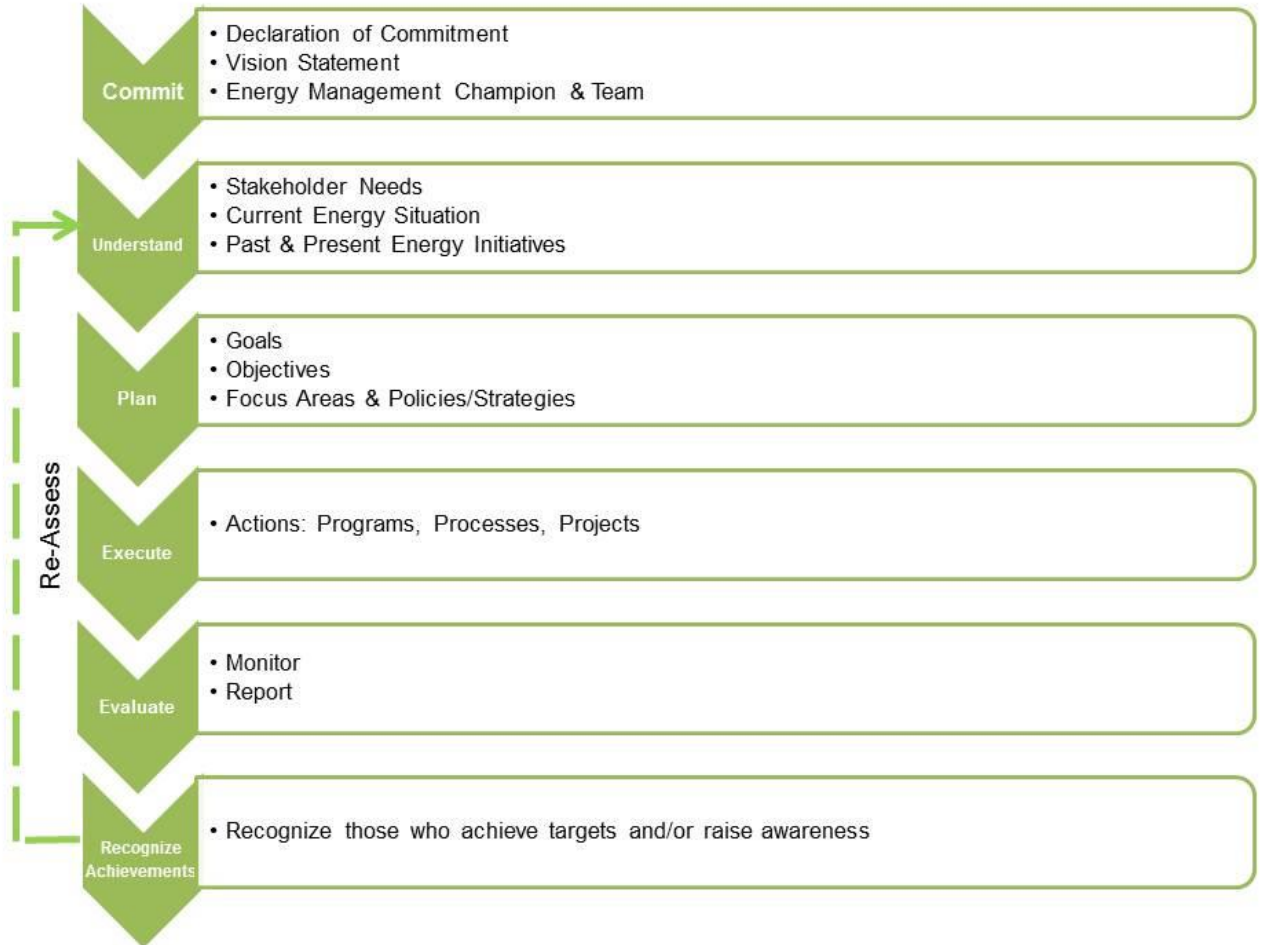 Commit
• Declaration of Commitment
• Vision Statement
• Energy Management Champion & Team
Understand
• Stakeholder Needs
• Current Energy Situation
• Past & Present Energy Initiatives
Plan
• Goals
• Objectives
• Focus Areas & Policies/Strategies
Execute
• Actions: Programs, Processes, Projects
Evaluate
• Monitor
• Report
Recognize
Achievements
• Recognize those who achieve targets and/or raise awareness
Re-Assess